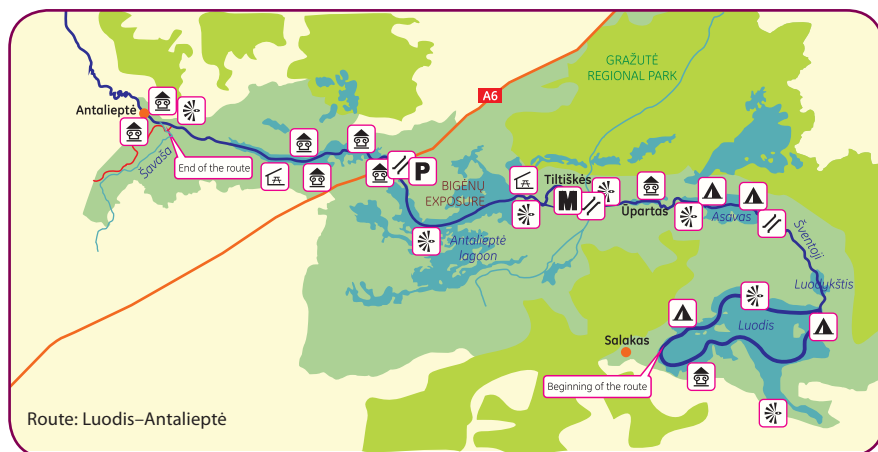 GRAŽUTĖ
REGIONAL PARK
A6
Antalieptė
End of the route
Šavaša
P
BIGĖNŲ
EXPOSURE
Tiltiškės
M
Ūpartas
Asavas
Antalieptė
lagoon
Šventoji
Luodykštis
Luodis
Salakas
Beginning of the route
Route: Luodis–Antalieptė